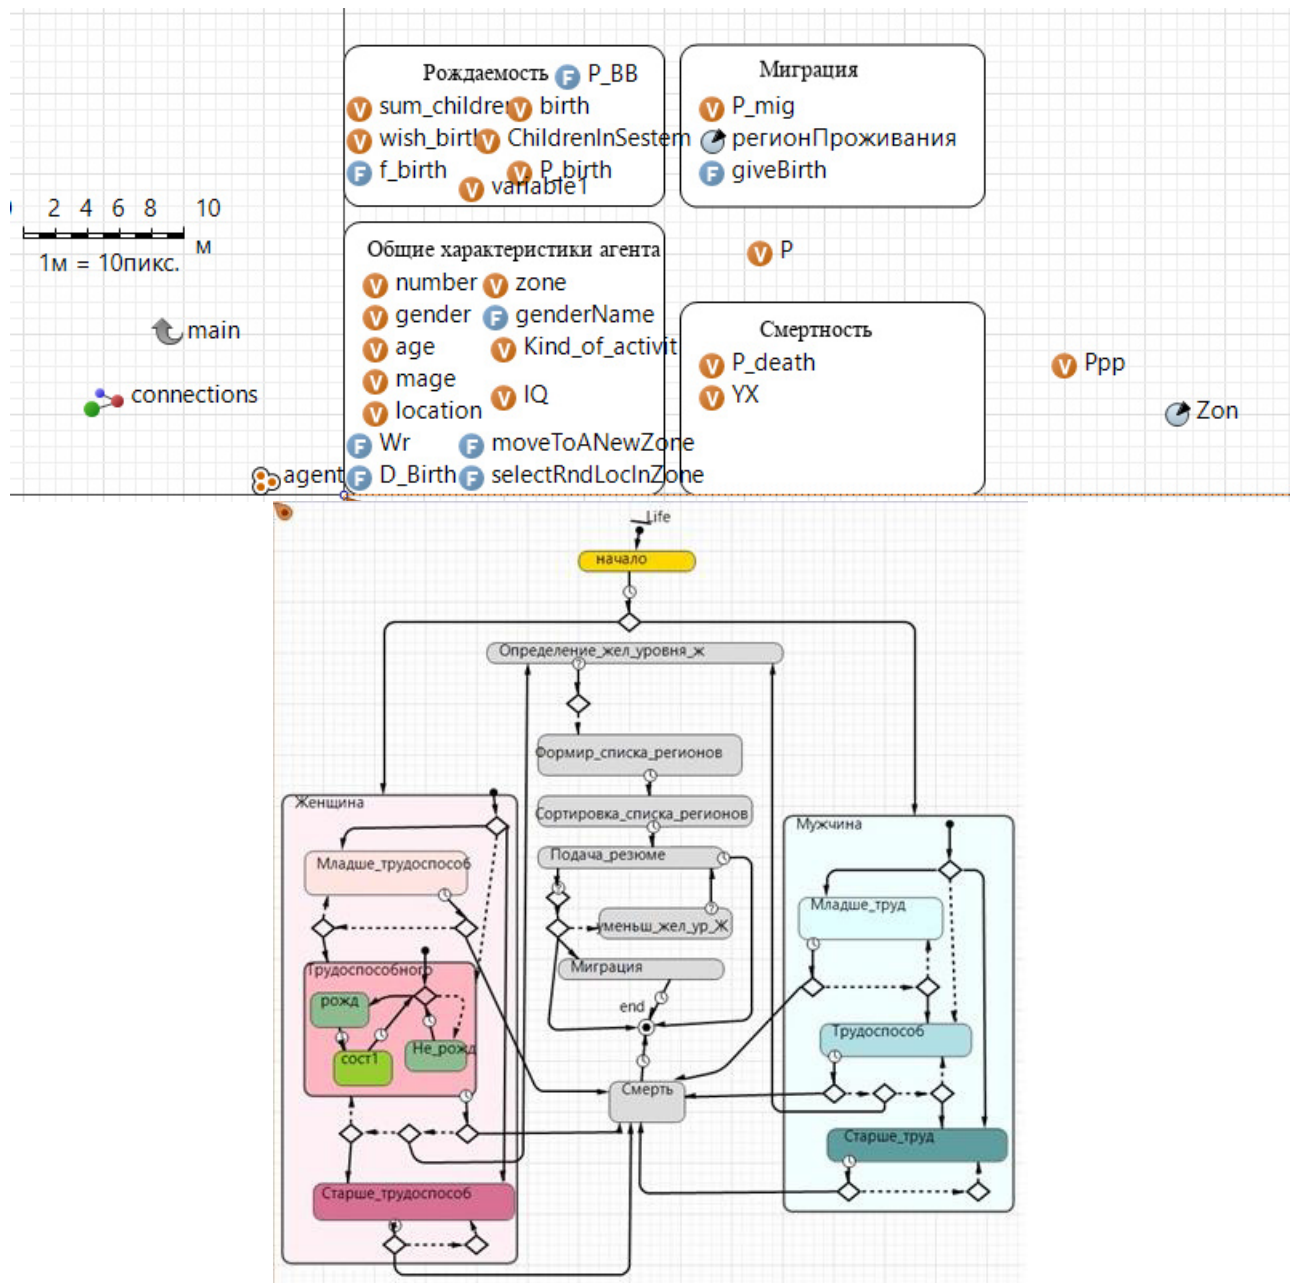 Рождаемость P_BB
sum_childrer birth
wish_birth ChildrenInSestem
f_birth P_birth
variable1
Миграция
P_mig
регионПроживания
giveBirth
2 4 6 8 10
м
1м = 10пикс.
main
connections
agent
Общие характеристики агента
number zone
gender genderName
age Kind_of_activit
mage
location IQ
Wr moveToANewZone
D_Birth selectRndLocInZone
P
Смертность
P_death
YX
Ppp
Zon
Life
начало
Определение_жел_уровня_ж
Формир_списка_регионов
Сортировка_списка_регионов
Подача_резюме
уменьш_жел_ур_Ж
Миграция
end
Смерть
Женщина
Младше_трудоспособ
Трудоспособного
рожд
сост1
Не_рожд
Старше_трудоспособ
Мужчина
Младше_труд
Трудоспособ
Старше_труд